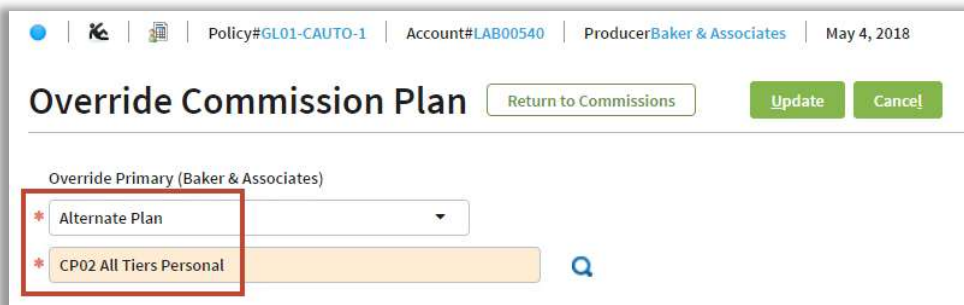 Policy#GL01-CAUTO-1 Account#LAB00540 ProducerBaker & Associates May 4, 2018
Override Commission Plan Return to Commissions Update Cancel
Override Primary (Baker & Associates)
* Alternate Plan
* CP02 All Tiers Personal